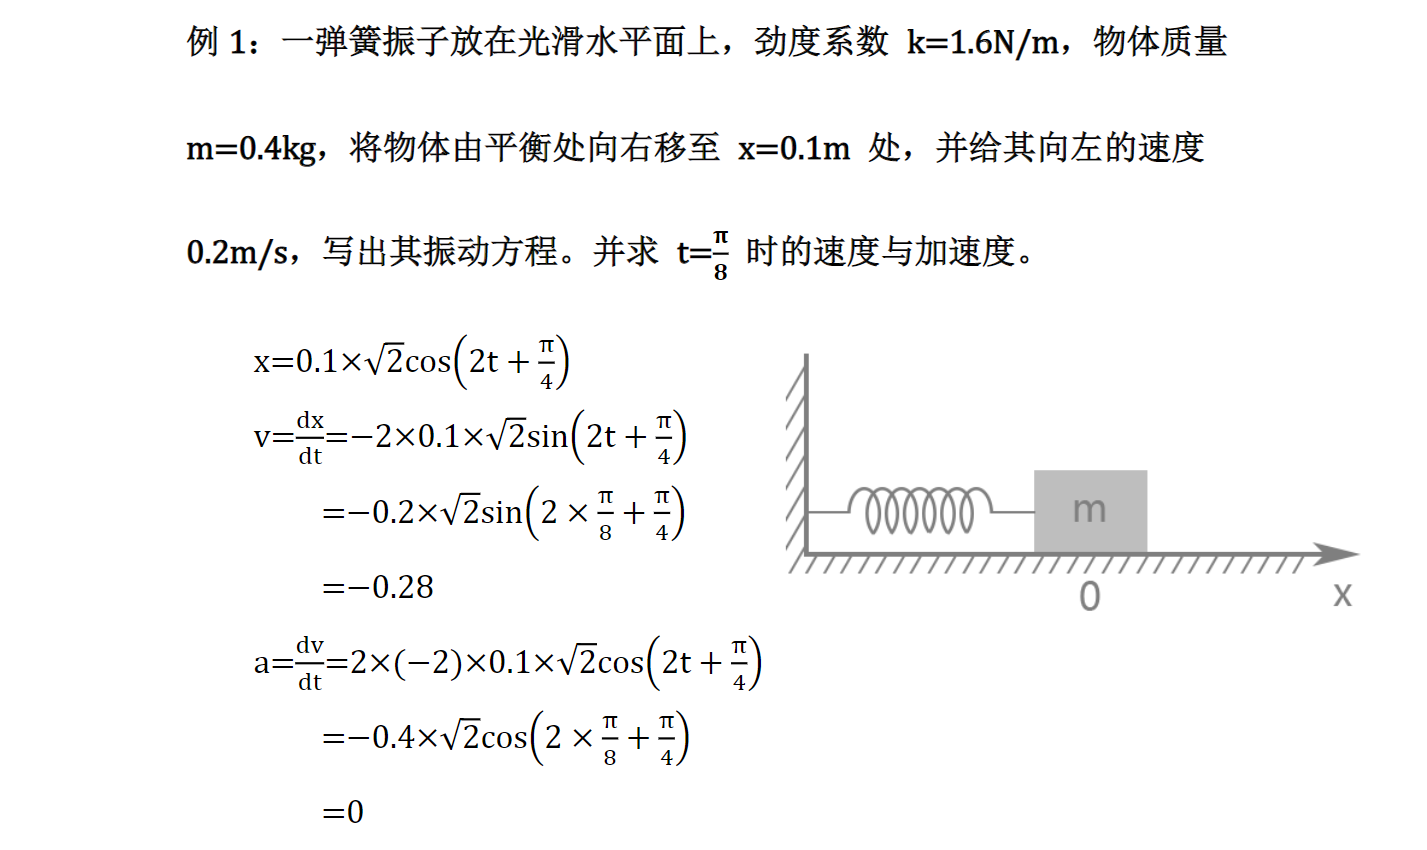 例 1：一弹簧振子放在光滑水平面上，劲度系数 k=1.6N/m，物体质量
m=0.4kg，将物体由平衡处向右移至 x=0.1m 处，并给其向左的速度
0.2m/s，写出其振动方程。并求 t=π/8 时的速度与加速度。
x=0.1×√2cos(2t + π/4)
v=dx/dt=−2×0.1×√2sin(2t + π/4)
=−0.2×√2sin(2 × π/8 + π/4)
=−0.28
a=dv/dt=2×(−2)×0.1×√2cos(2t + π/4)
=−0.4×√2cos(2 × π/8 + π/4)
=0
m
0
x